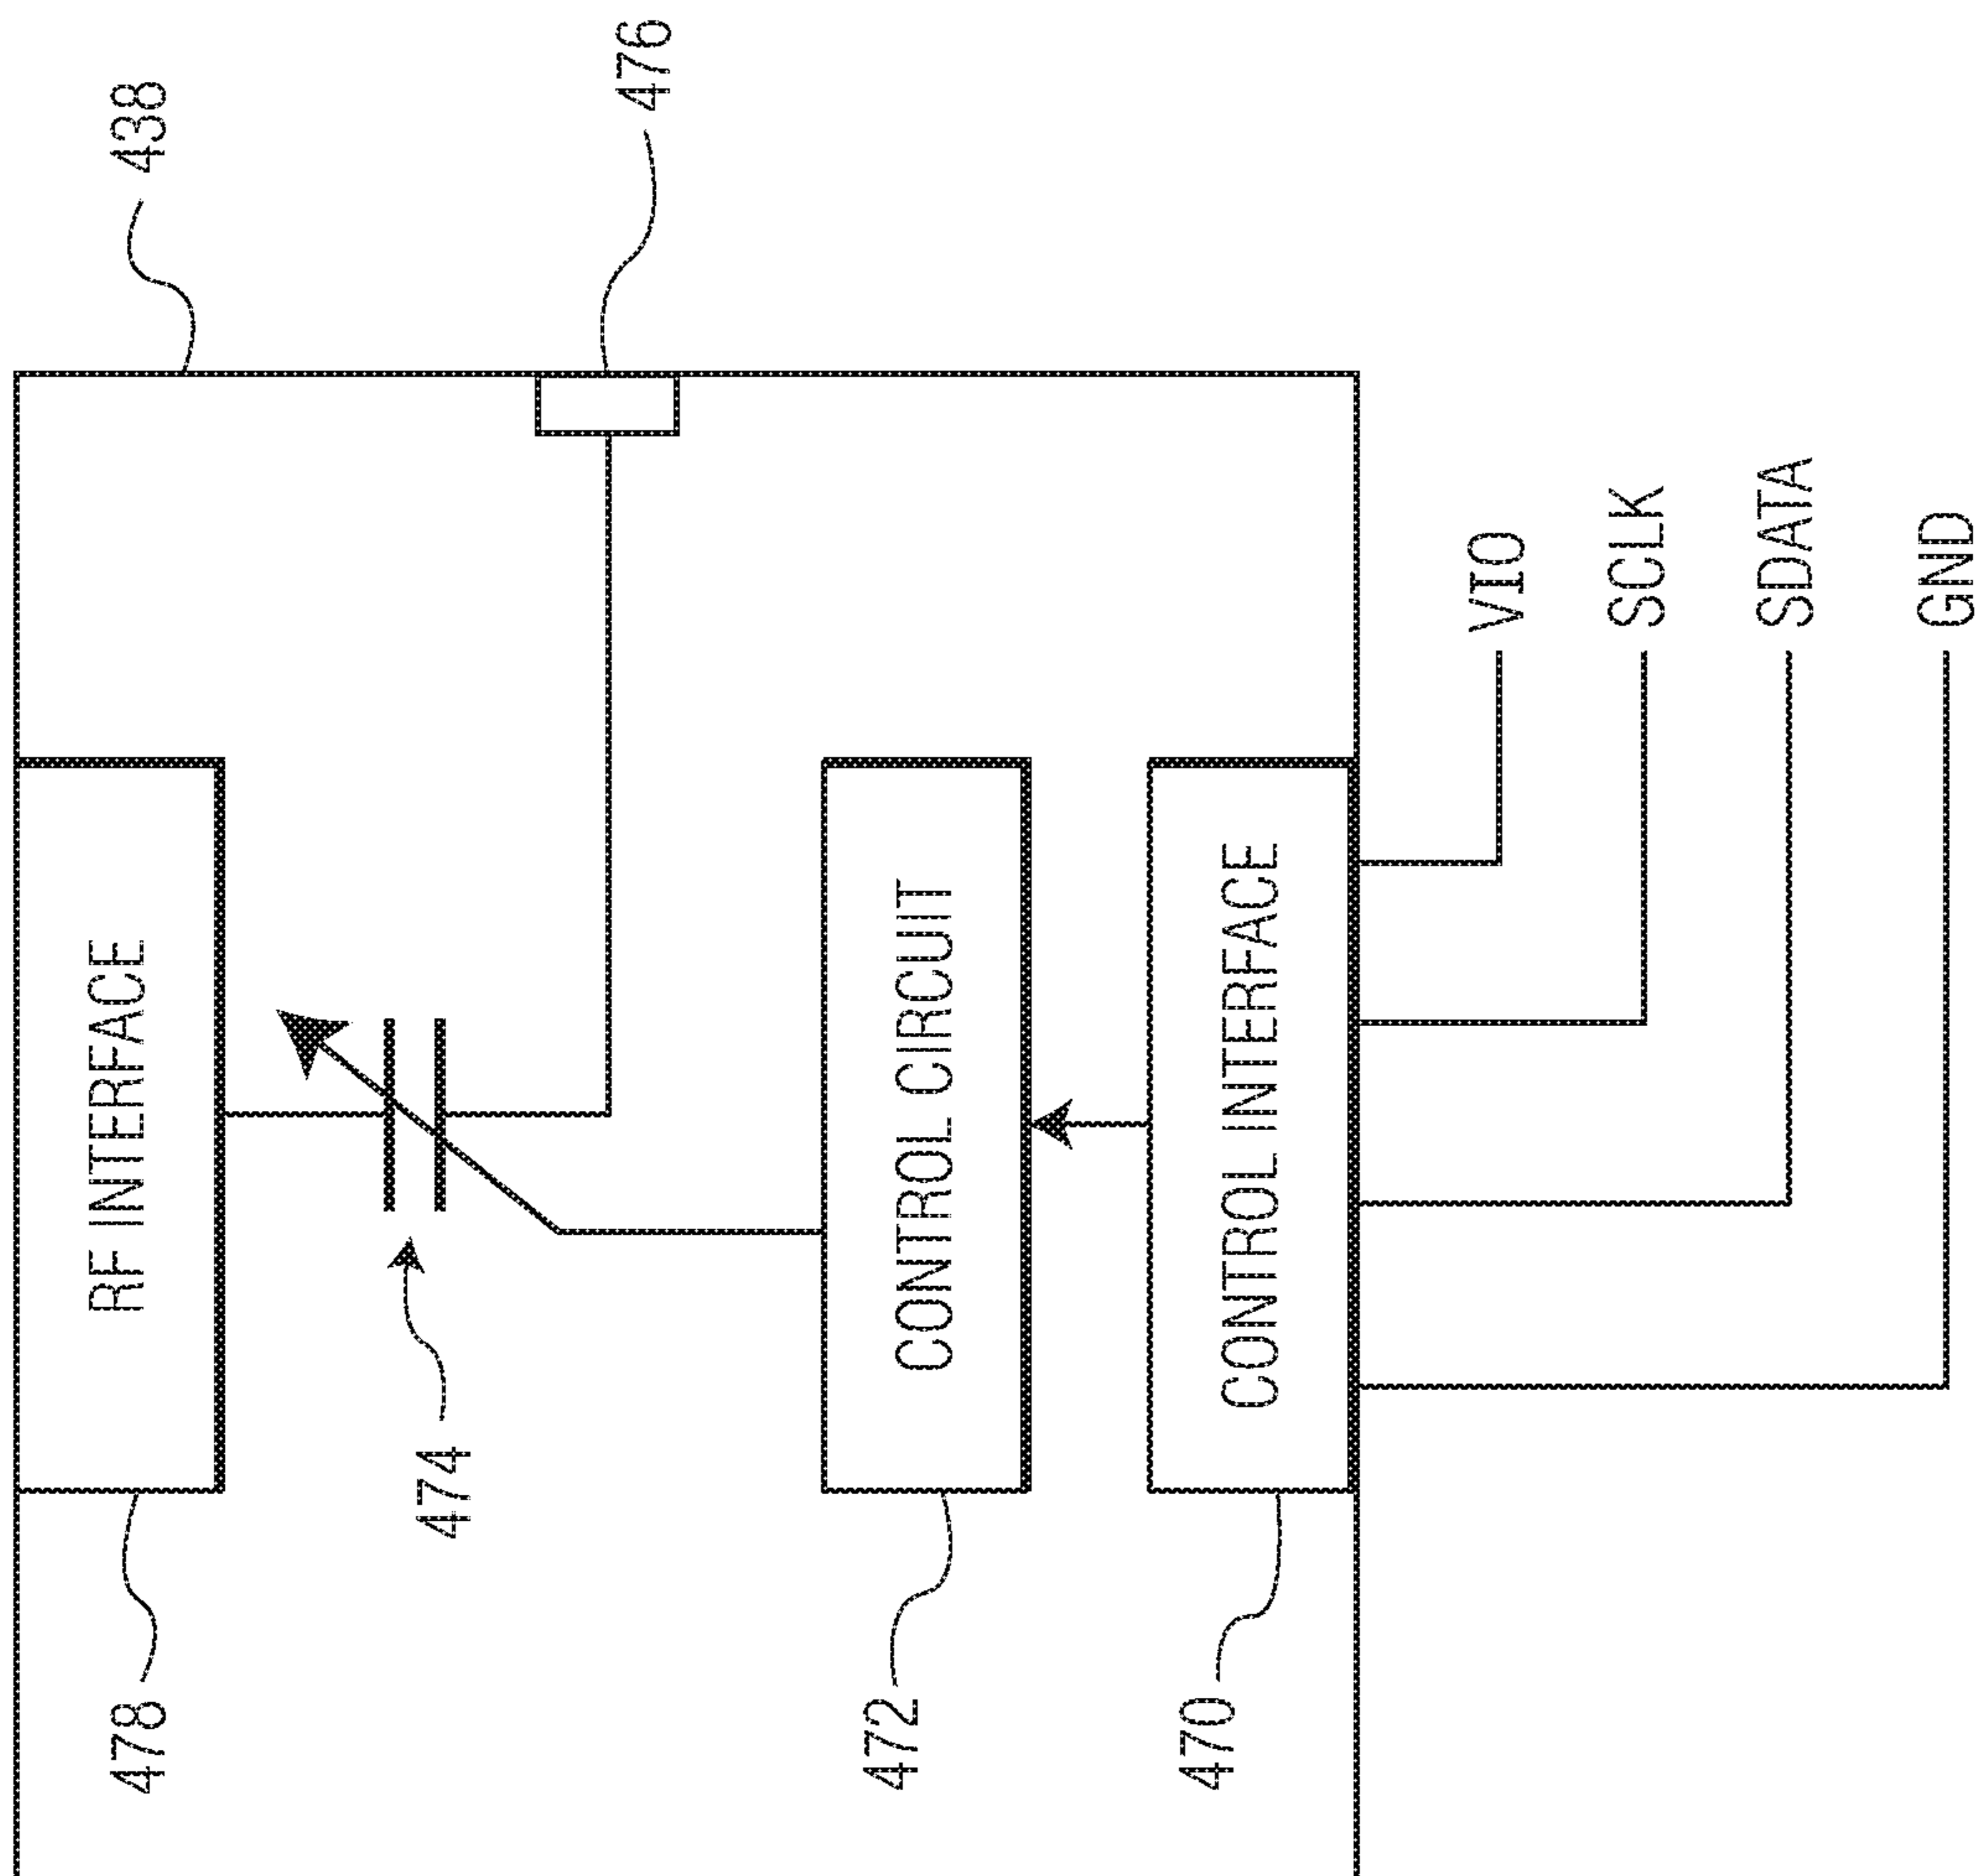 438
476
478
RF INTERFACE
474
472
CONTROL CIRCUIT
470
CONTROL INTERFACE
VIO
SCLK
SDATA
GND